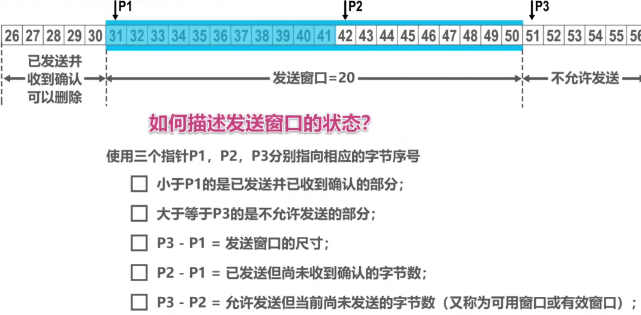 P1 P2 P3
26 27 28 29 30 31 32 33 34 35 36 37 38 39 40 41 42 43 44 45 46 47 48 49 50 51 52 53 54 55 56
已发送并
收到确认
可以删除
发送窗口=20
不允许发送
如何描述发送窗口的状态?
使用三个指针P1,P2,P3分别指向相应的字节序号
小于P1的是已发送并已收到确认的部分;
大于等于P3的是不允许发送的部分;
P3 - P1 = 发送窗口的尺寸;
P2 - P1 = 已发送但尚未收到确认的字节数;
P3 - P2 = 允许发送但当前尚未发送的字节数(又称为可用窗口或有效窗口);